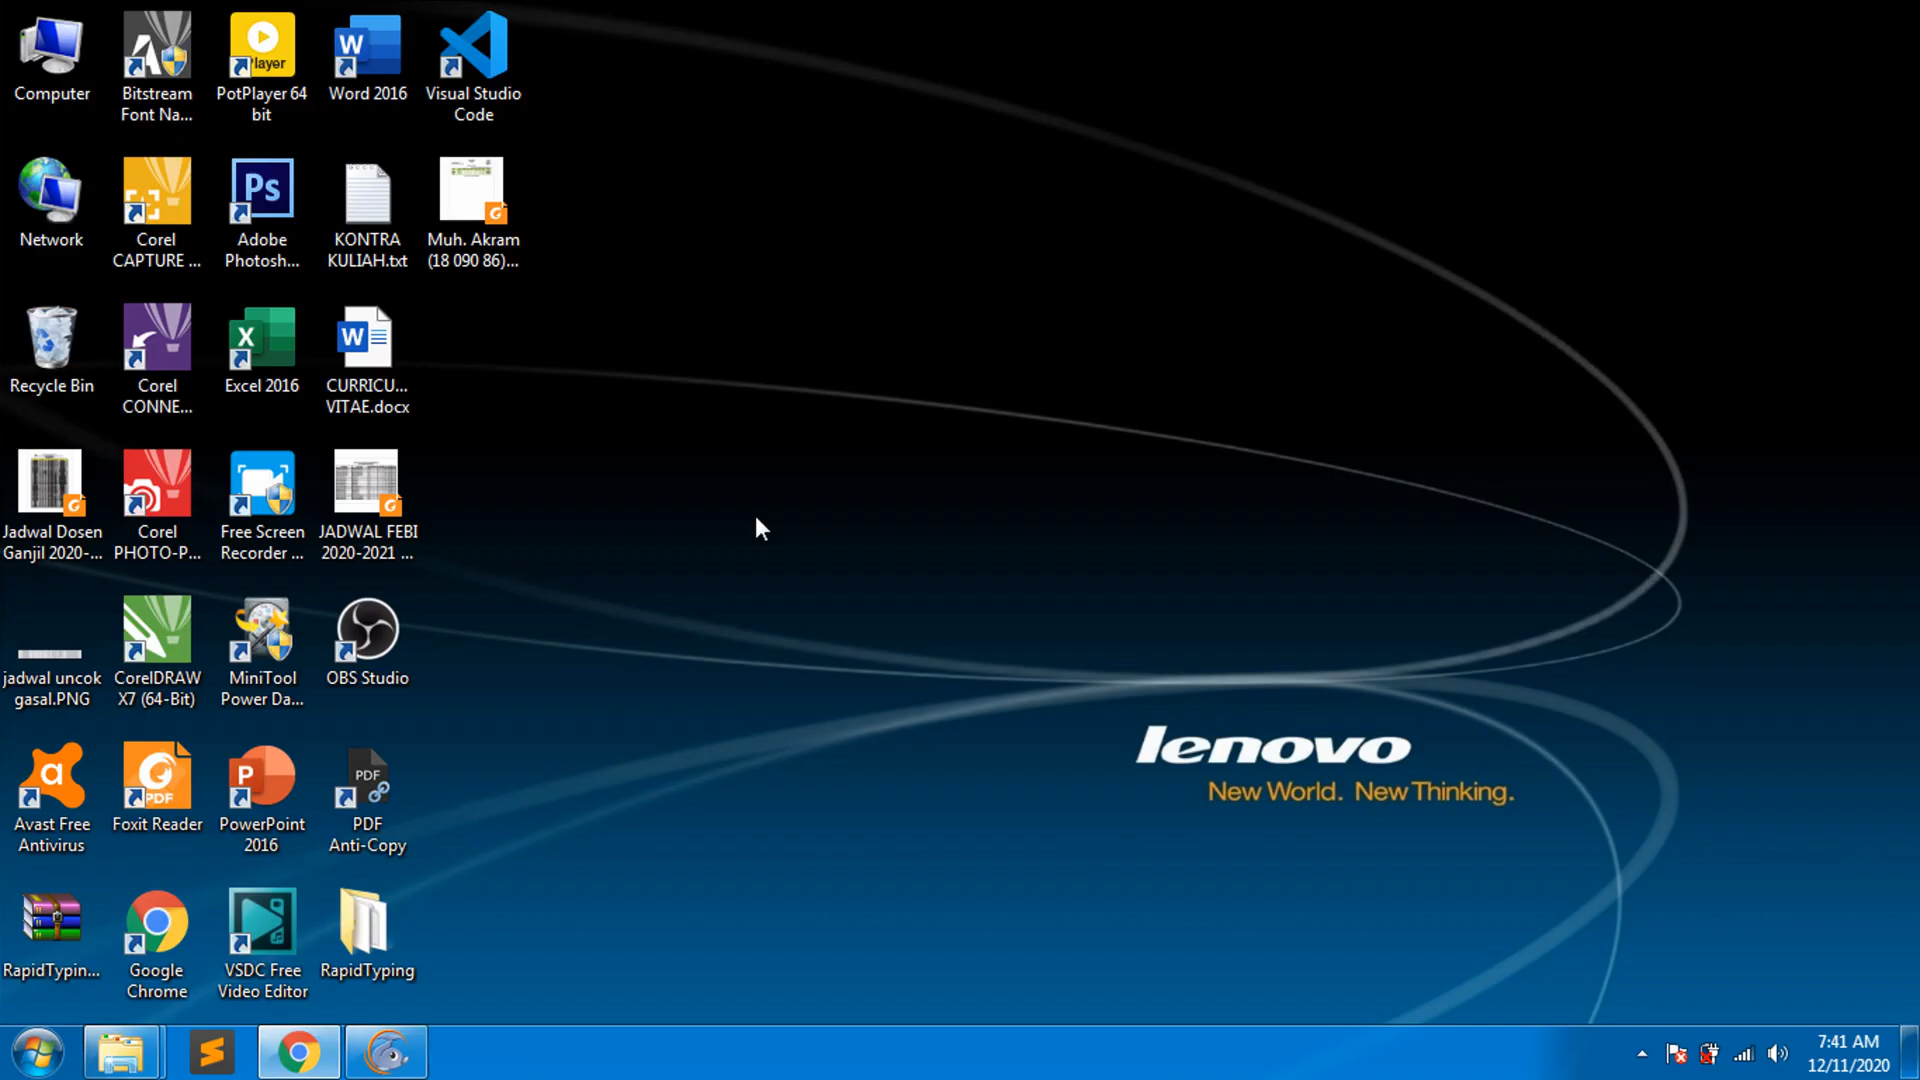 Computer
Bitstream
Font Na...
Player
PotPlayer 64
bit
W
Word 2016
Visual Studio
Code
Network
Corel
CAPTURE ...
Ps
Adobe
Photosh...
KONTRA
KULIAH.txt
Muh. Akram
(18 090 86)...
Recycle Bin
Corel
CONNE...
X
Excel 2016
W
CURRICU...
VITAE.docx
Jadwal Dosen
Ganjil 2020-...
Corel
PHOTO-P...
Free Screen
Recorder ...
JADWAL FEBI
2020-2021 ...
jadwal uncok
gasal.PNG
CorelDRAW
X7 (64-Bit)
MiniTool
Power Da...
OBS Studio
a
Avast Free
Antivirus
PDF
Foxit Reader
P
PowerPoint
2016
PDF
PDF
Anti-Copy
RapidTypin...
Google
Chrome
VSDC Free
Video Editor
RapidTyping
lenovo
New World. New Thinking.
7:41 AM
12/11/2020